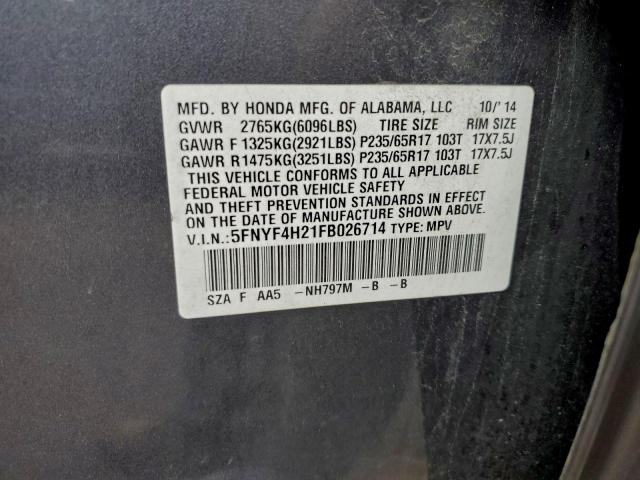 MFD. BY HONDA MFG. OF ALABAMA, LLC 10/'14
GVWR 2765KG(6096LBS) TIRE SIZE RIM SIZE
GAWR F 1325KG(2921LBS) P235/65R17 103T 17X7.5J
GAWR R1475KG(3251LBS) P235/65R17 103T 17X7.5J
THIS VEHICLE CONFORMS TO ALL APPLICABLE
FEDERAL MOTOR VEHICLE SAFETY
AND THEFT PREVENTION STANDARDS IN EFFECT
ON THE DATE OF MANUFACTURE SHOWN ABOVE.
V.I.N.:5FNYF4H21FB026714 TYPE: MPV
SZA F AA5 -NH797M -B -B